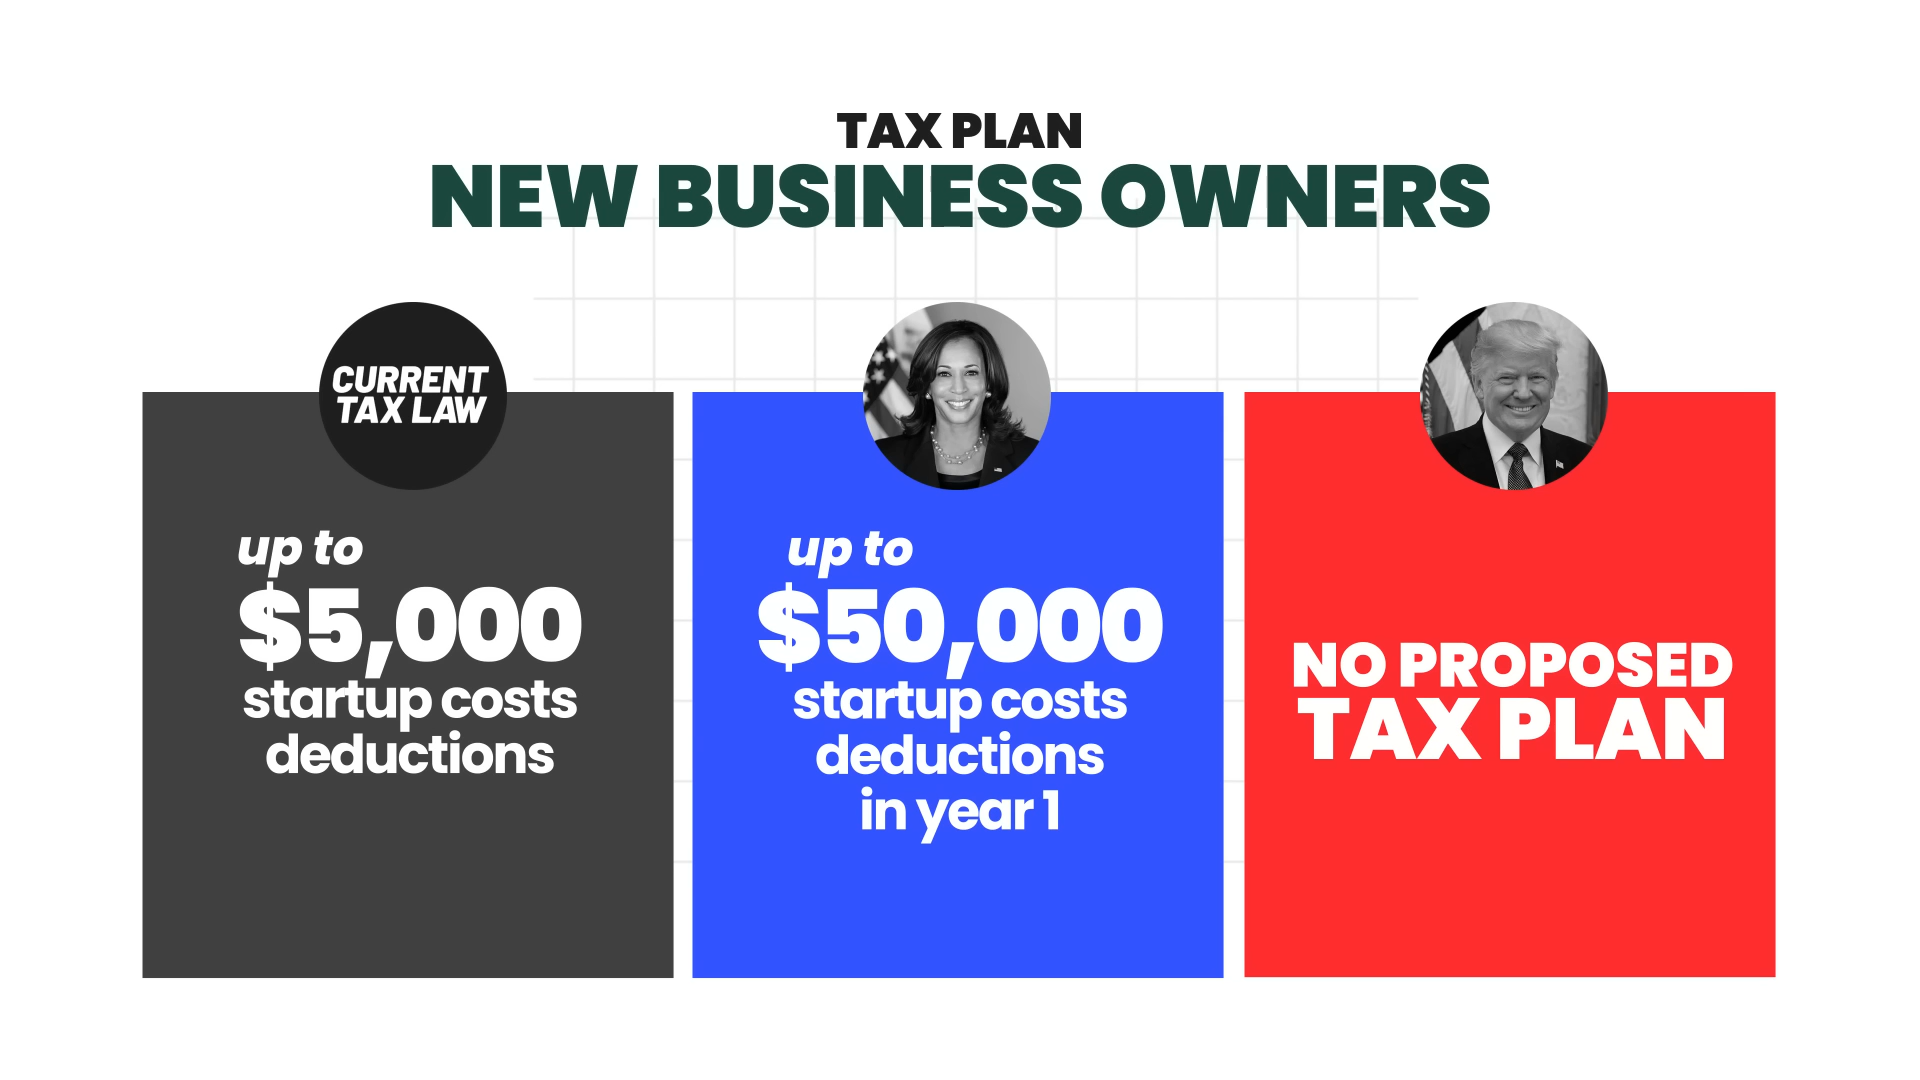 TAX PLAN
NEW BUSINESS OWNERS
CURRENT
TAX LAW
up to
$5,000
startup costs
deductions
up to
$50,000
startup costs
deductions
in year 1
NO PROPOSED
TAX PLAN